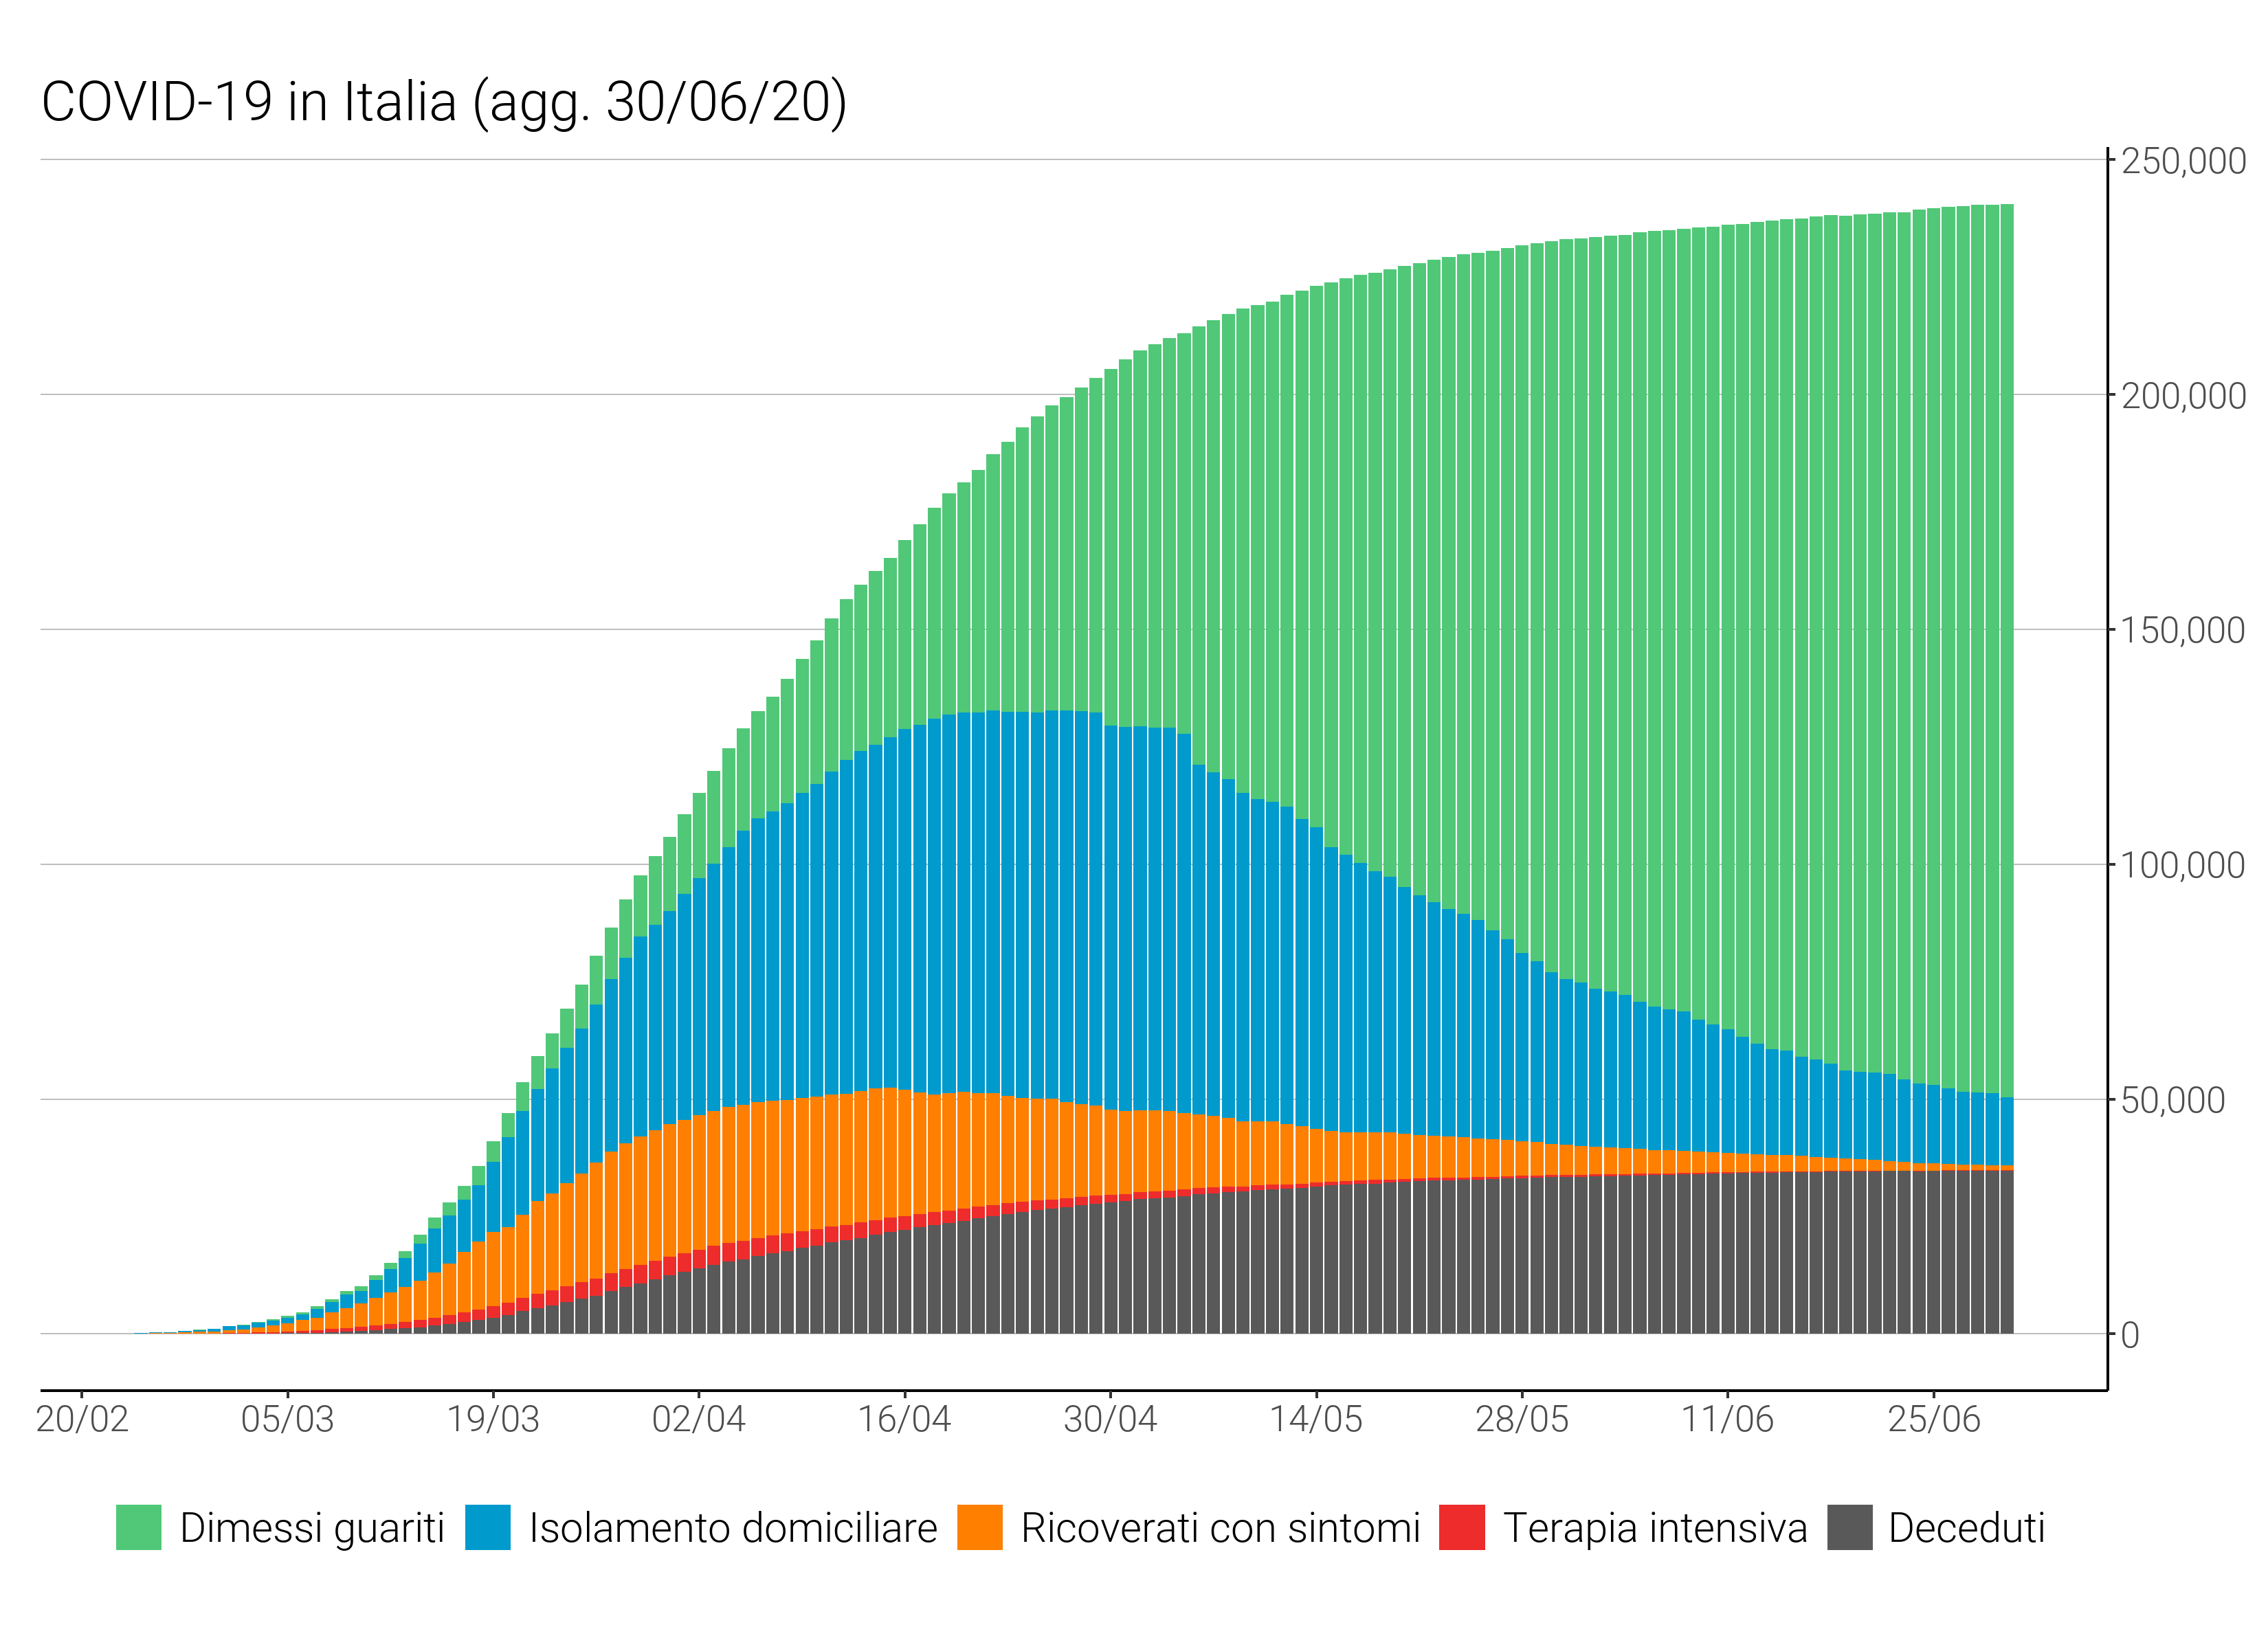 COVID-19 in Italia (agg. 30/06/20)
250,000
200,000
150,000
100,000
50,000
0
20/02 05/03 19/03 02/04 16/04 30/04 14/05 28/05 11/06 25/06
Dimessi guariti Isolamento domiciliare Ricoverati con sintomi Terapia intensiva Deceduti